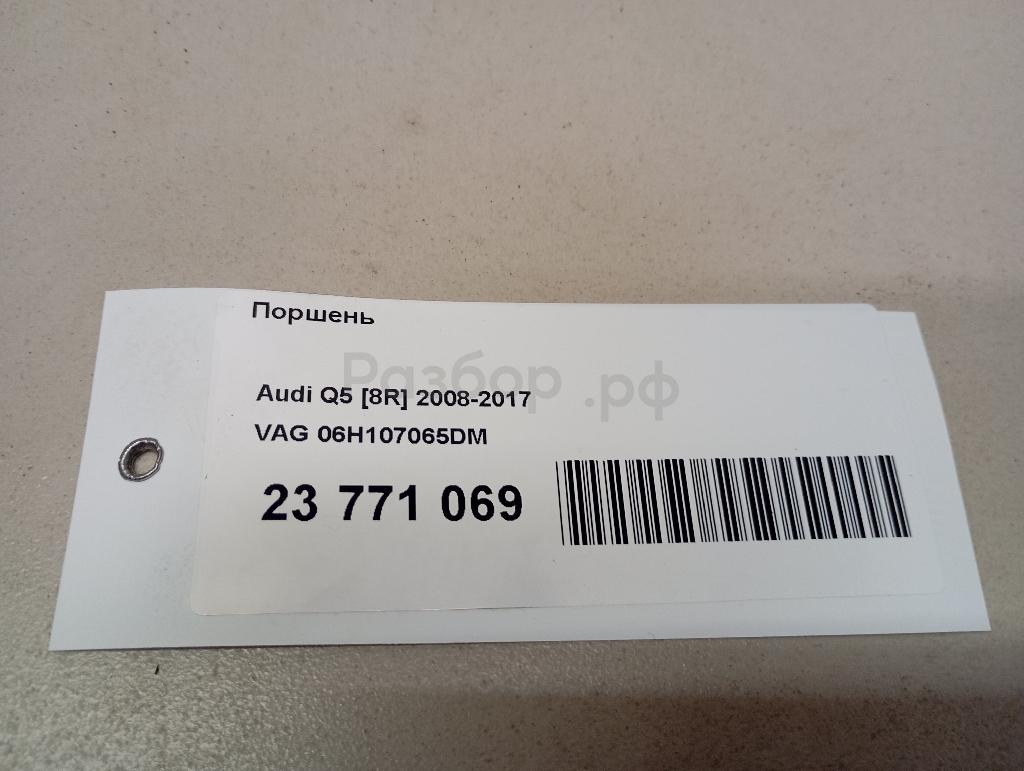 Поршень
Разбор.рф
Audi Q5 [8R] 2008-2017
VAG 06H107065DM
23 771 069